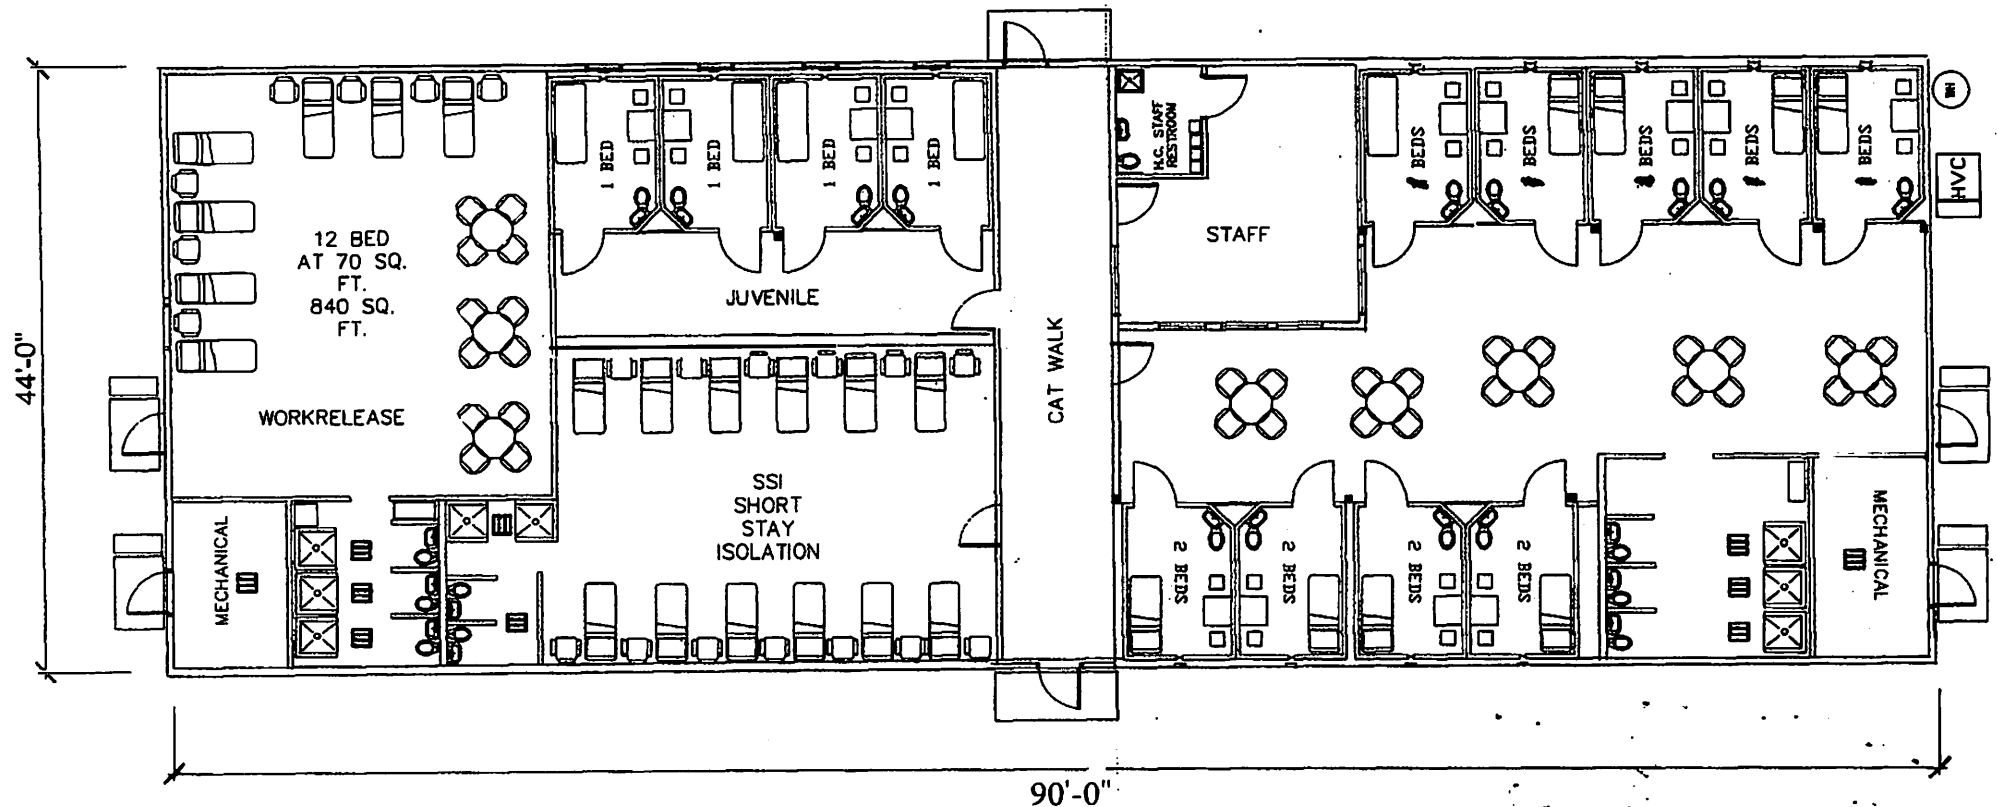 H.C. STAFF
RESTROOM
1 BED
1 BED
1 BED
1 BED
BEDS
BEDS
BEDS
BEDS
BEDS
WH
HVC
12 BED
AT 70 SQ.
FT.
840 SQ.
FT.
STAFF
JUVENILE
44'-0"
CAT WALK
WORKRELEASE
SSI
SHORT
STAY
ISOLATION
MECHANICAL
2 BEDS
2 BEDS
2 BEDS
2 BEDS
MECHANICAL
90'-0"